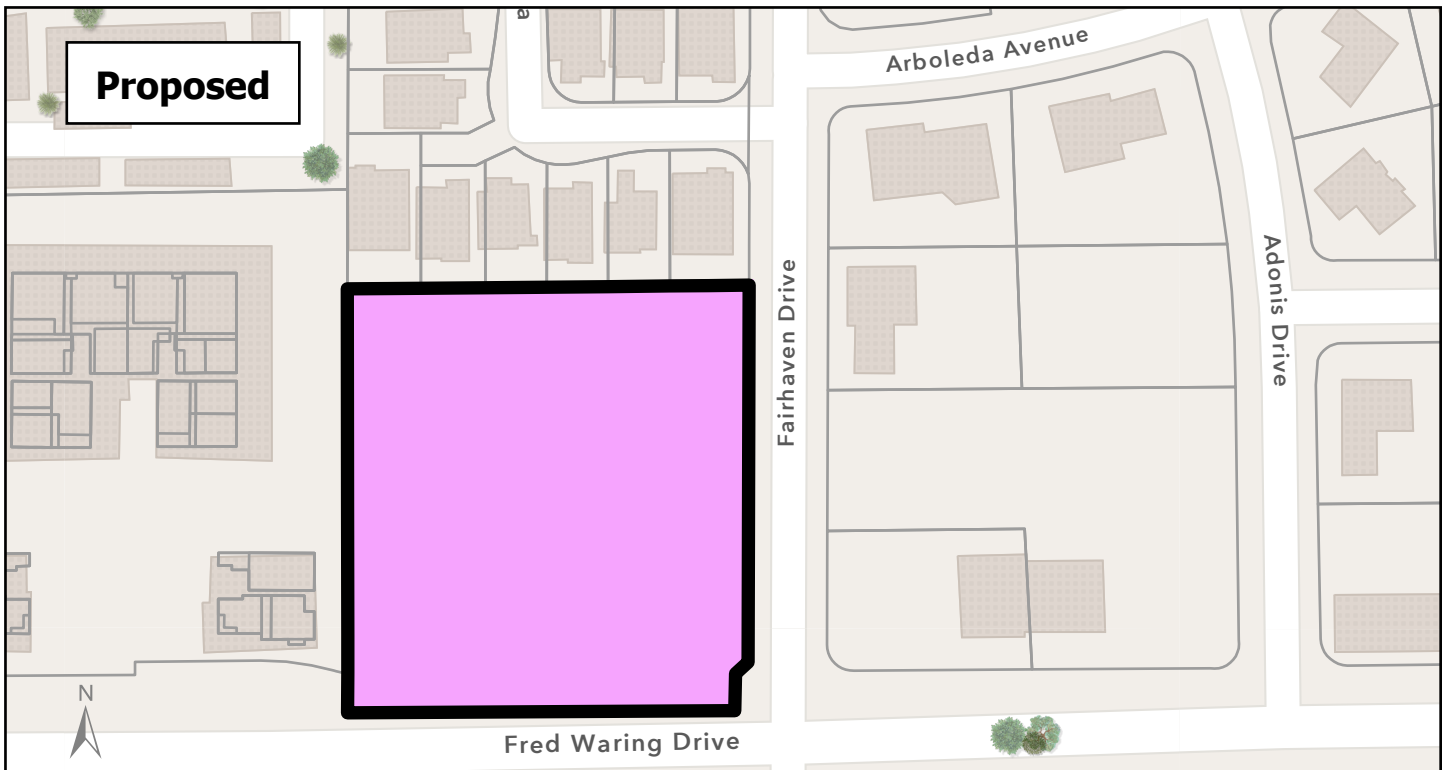 a
Proposed
Arboleda Avenue
Fairhaven Drive
Adonis Drive
N
Fred Waring Drive